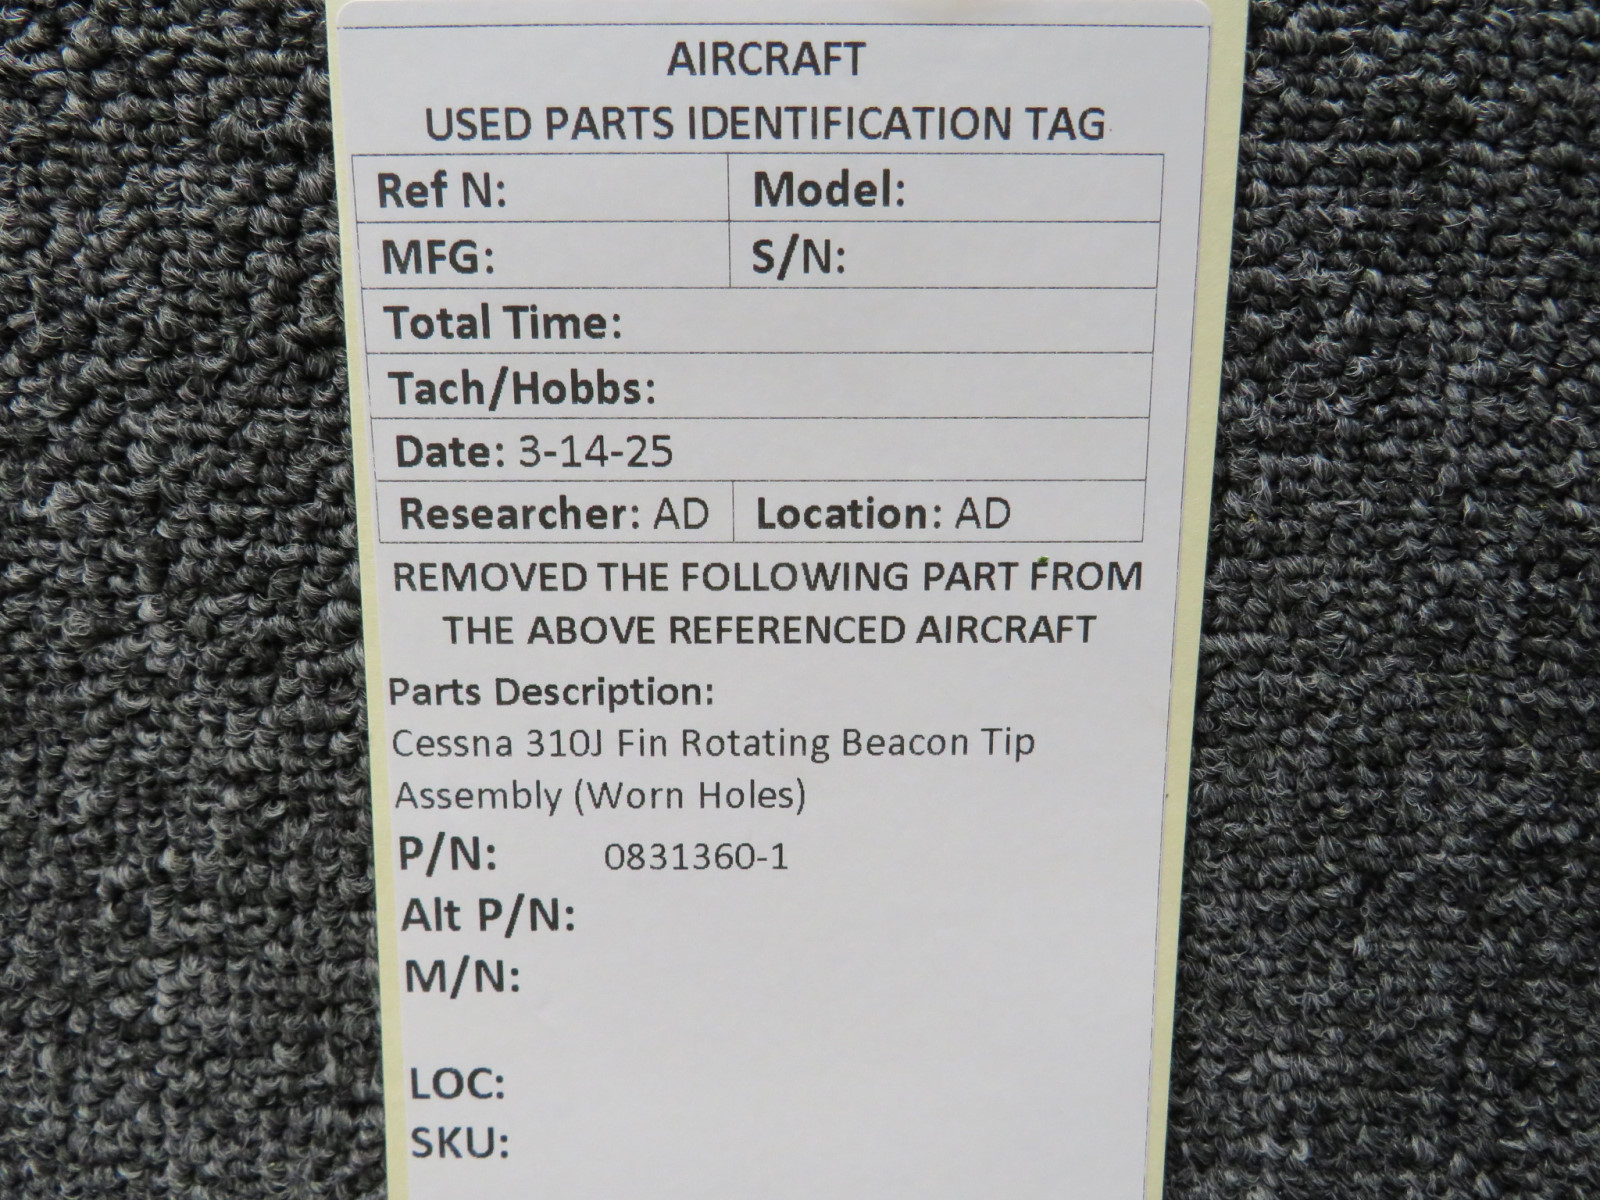 AIRCRAFT
USED PARTS IDENTIFICATION TAG
Ref N: Model:
MFG: S/N:
Total Time:
Tach/Hobbs:
Date: 3-14-25
Researcher: AD Location: AD
REMOVED THE FOLLOWING PART FROM
THE ABOVE REFERENCED AIRCRAFT
Parts Description:
Cessna 310J Fin Rotating Beacon Tip
Assembly (Worn Holes)
P/N: 0831360-1
Alt P/N:
M/N:
LOC:
SKU: